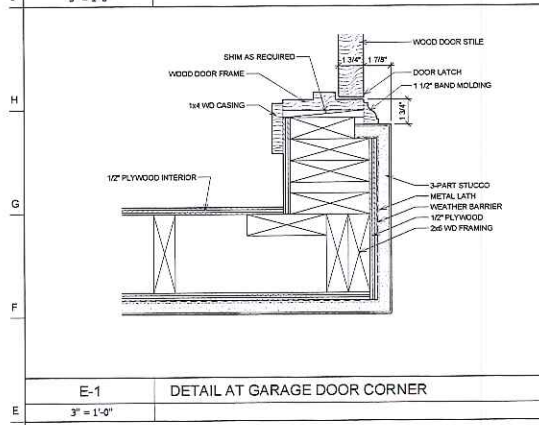 WOOD DOOR STILE
SHIM AS REQUIRED
1 3/4"
1 7/8"
WOOD DOOR FRAME
DOOR LATCH
1 1/2" BAND MOLDING
1x4 WD CASING
1 3/4"
H
1/2" PLYWOOD INTERIOR
3-PART STUCCO
METAL LATH
WEATHER BARRIER
1/2" PLYWOOD
2x6 WD FRAMING
G
F
E-1
DETAIL AT GARAGE DOOR CORNER
E
3" = 1'-0"